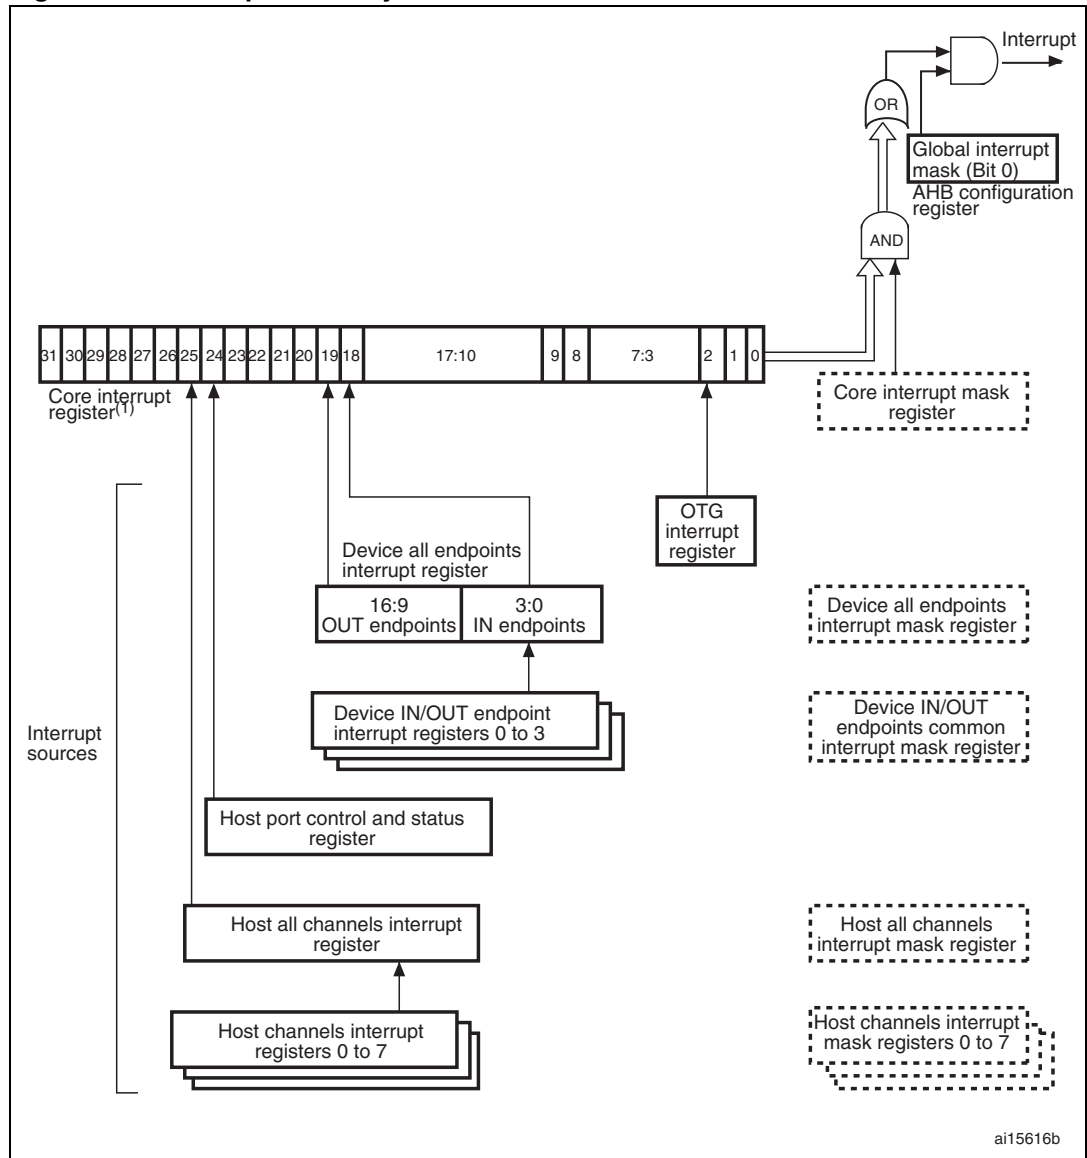 Interrupt
OR
Global interrupt
mask (Bit 0)
AHB configuration
register
AND
31 30 29 28 27 26 25 24 23 22 21 20 19 18 17:10 9 8 7:3 2 1 0
Core interrupt
register(1)
Core interrupt mask
register
OTG
interrupt
register
Device all endpoints
interrupt register
16:9
OUT endpoints
3:0
IN endpoints
Device all endpoints
interrupt mask register
Device IN/OUT endpoint
interrupt registers 0 to 3
Device IN/OUT
endpoints common
interrupt mask register
Interrupt
sources
Host port control and status
register
Host all channels interrupt
register
Host all channels
interrupt mask register
Host channels interrupt
registers 0 to 7
Host channels interrupt
mask registers 0 to 7
ai15616b